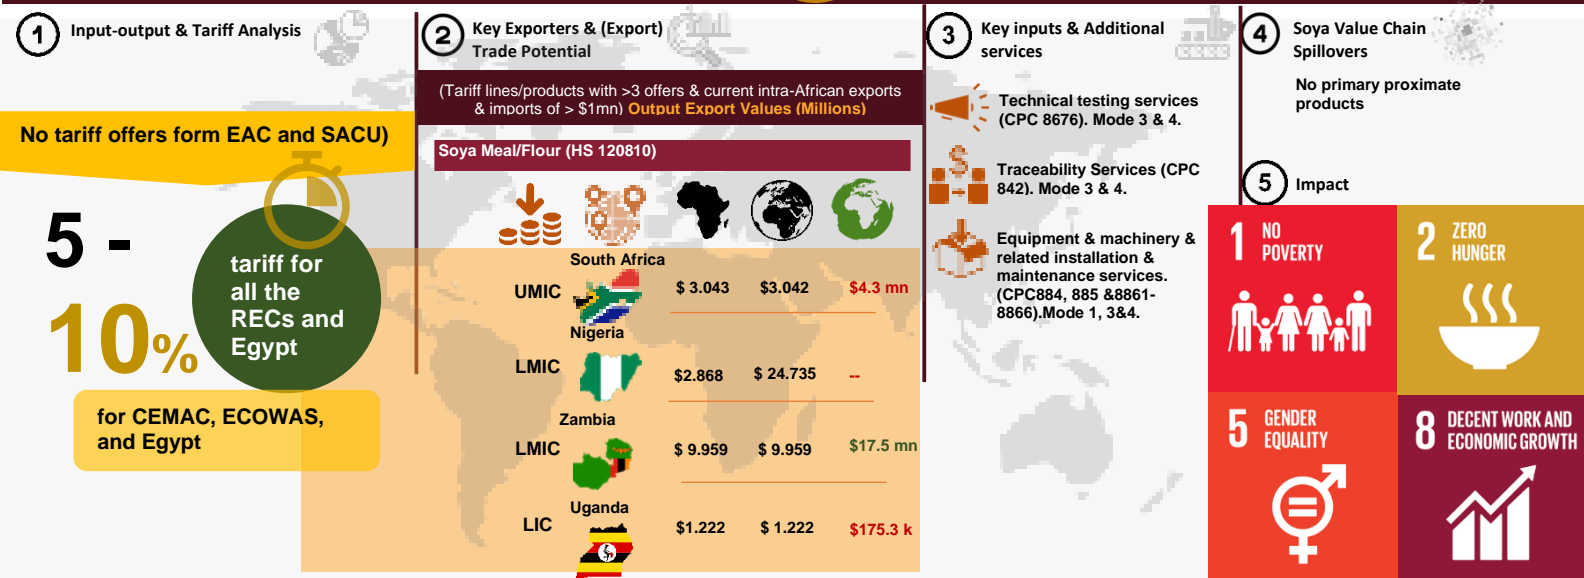 1
Input-output & Tariff Analysis
No tariff offers form EAC and SACU)
5 -
10%
tariff for
all the
RECs and
Egypt
for CEMAC, ECOWAS,
and Egypt
2
Key Exporters & (Export)
Trade Potential
(Tariff lines/products with >3 offers & current intra-African exports
& imports of > $1mn) Output Export Values (Millions)
Soya Meal/Flour (HS 120810)
South Africa
UMIC $ 3.043 $3.042 $4.3 mn
Nigeria
LMIC $2.868 $ 24.735 --
Zambia
LMIC $ 9.959 $ 9.959 $17.5 mn
Uganda
LIC $1.222 $ 1.222 $175.3 k
3
Key inputs & Additional
services
Technical testing services
(CPC 8676). Mode 3 & 4.
Traceability Services (CPC
842). Mode 3 & 4.
Equipment & machinery &
related installation &
maintenance services.
(CPC884, 885 &8861-
8866).Mode 1, 3&4.
4
Soya Value Chain
Spillovers
No primary proximate
products
5
Impact
1 NO
POVERTY
2 ZERO
HUNGER
5 GENDER
EQUALITY
8 DECENT WORK AND
ECONOMIC GROWTH